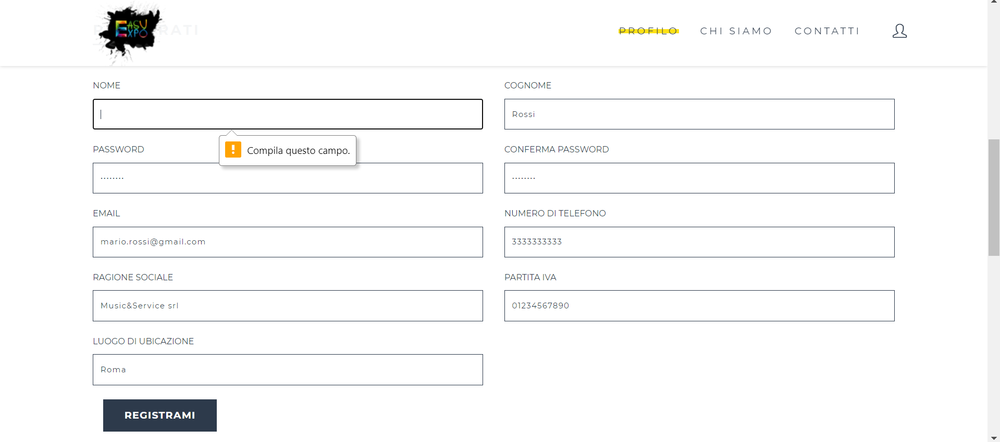 EASY
EXPO
RATI
PROFILO
CHI SIAMO
CONTATTI
NOME
COGNOME
Rossi
Compila questo campo.
PASSWORD
CONFERMA PASSWORD
........
........
EMAIL
NUMERO DI TELEFONO
mario.rossi@gmail.com
3333333333
RAGIONE SOCIALE
PARTITA IVA
Music&Service srl
01234567890
LUOGO DI UBICAZIONE
Roma
REGISTRAMI